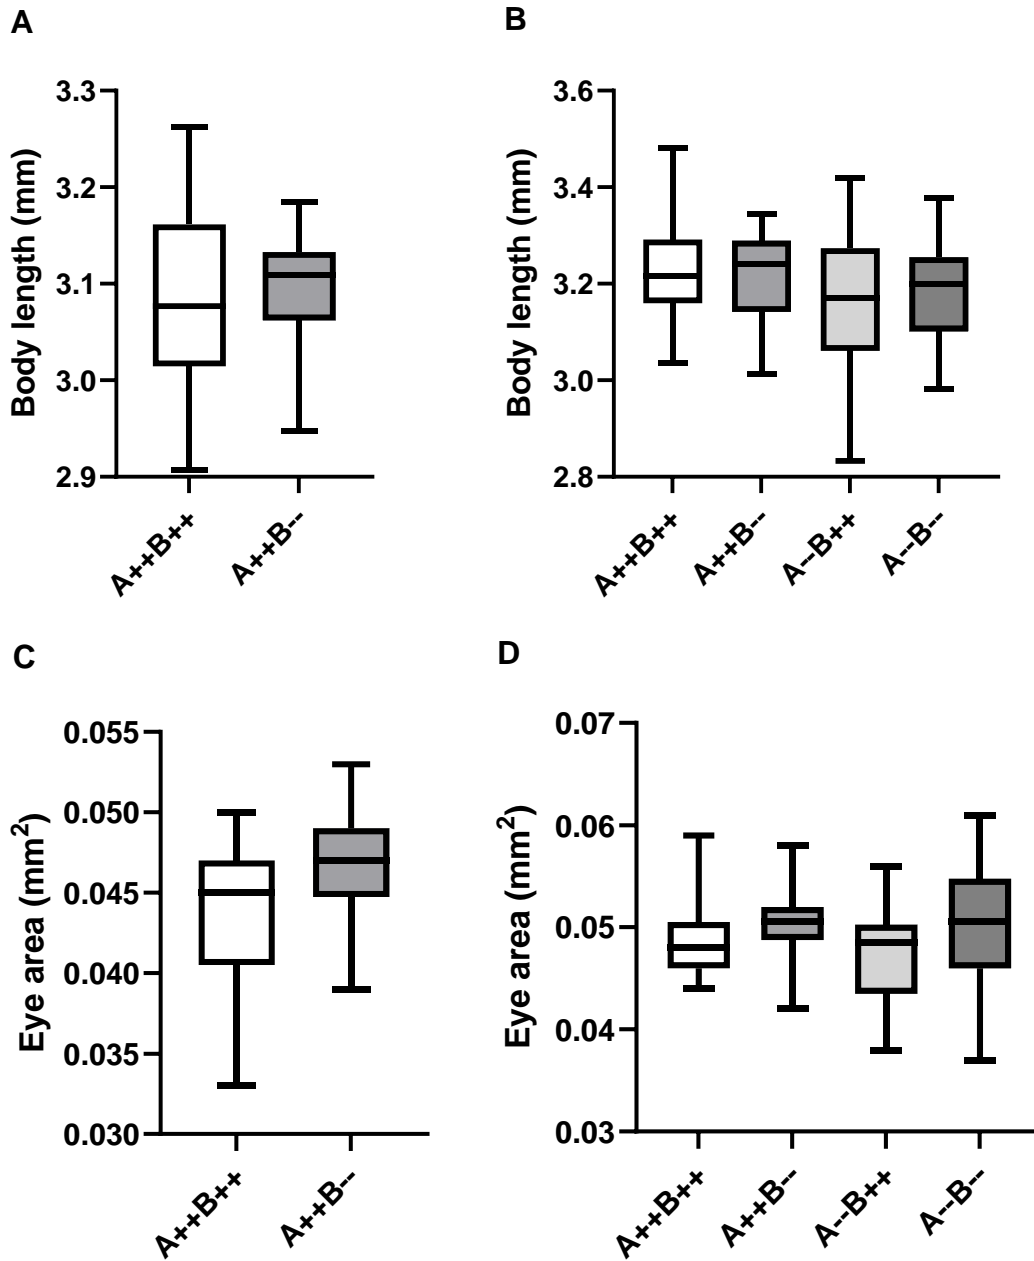 A
Body length (mm)
3.3
3.2
3.1
3.0
2.9
A++B++
A++B--
B
Body length (mm)
3.6
3.4
3.2
3.0
2.8
A++B++
A++B--
A--B++
A--B--
C
Eye area (mm²)
0.055
0.050
0.045
0.040
0.035
0.030
A++B++
A++B--
D
Eye area (mm²)
0.07
0.06
0.05
0.04
0.03
A++B++
A++B--
A--B++
A--B--